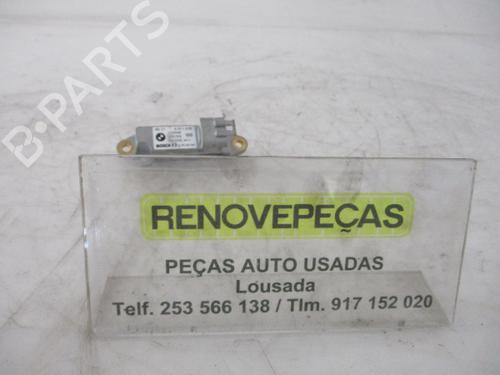 B-PARTS
BOSCH
RENOVEPEÇAS
PEÇAS AUTO USADAS
Lousada
Telf. 253 566 138 / Tlm. 917 152 020